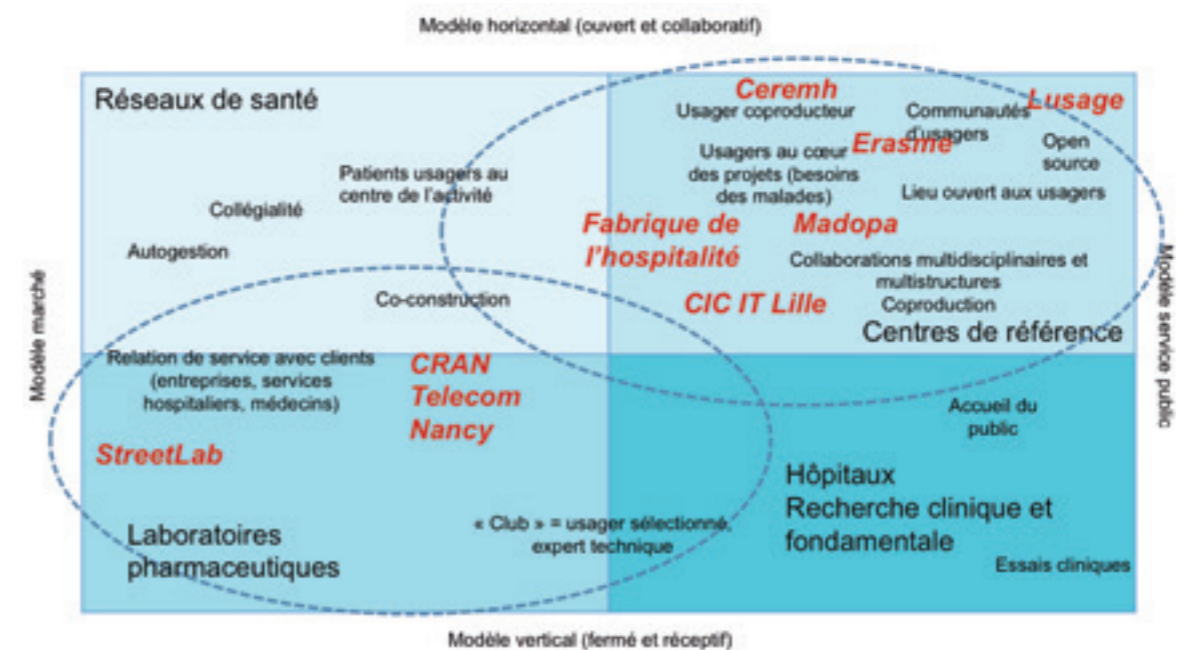 Modèle horizontal (ouvert et collaboratif)
Réseaux de santé
Patients usagers au
centre de l'activité
Collégialité
Autogestion
Co-construction
Ceremh
Usager coproducteur
Communautés
d'usagers
Lusage
Erasme
Open
source
Usagers au cœur
des projets (besoins
des malades)
Lieu ouvert aux usagers
Fabrique de
l'hospitalité
Madopa
Collaborations multidisciplinaires et
multistructures
CIC IT Lille
Coproduction
Centres de référence
Modèle marché
Modèle service public
Relation de service avec clients
(entreprises, services
hospitaliers, médecins)
CRAN
Telecom
Nancy
StreetLab
Laboratoires
pharmaceutiques
« Club » = usager sélectionné,
expert technique
Accueil du
public
Hôpitaux
Recherche clinique et
fondamentale
Essais cliniques
Modèle vertical (fermé et réceptif)